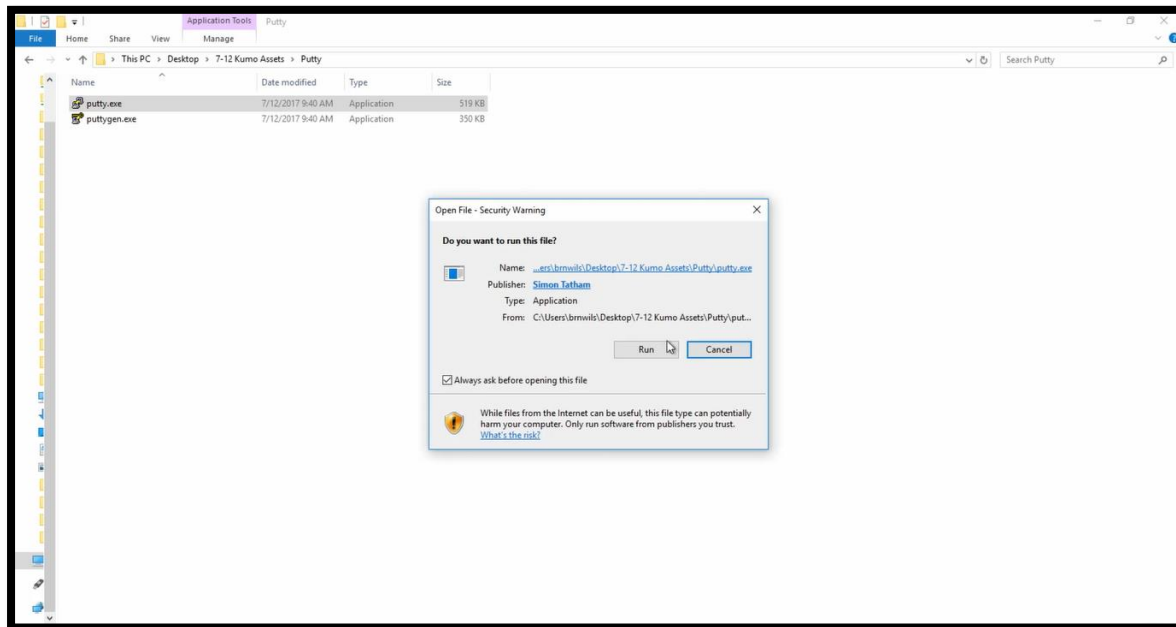 Application Tools Putty
File Home Share View Manage
This PC > Desktop > 7-12 Kumo Assets > Putty
Search Putty
Name Date modified Type Size
putty.exe 7/12/2017 9:40 AM Application 519 KB
puttygen.exe 7/12/2017 9:40 AM Application 350 KB
Open File - Security Warning
Do you want to run this file?
Name: ...ers\brnwils\Desktop\7-12 Kumo Assets\Putty\putty.exe
Publisher: Simon Tatham
Type: Application
From: C:\Users\brnwils\Desktop\7-12 Kumo Assets\Putty\put...
Run Cancel
Always ask before opening this file
While files from the Internet can be useful, this file type can potentially
harm your computer. Only run software from publishers you trust.
What's the risk?